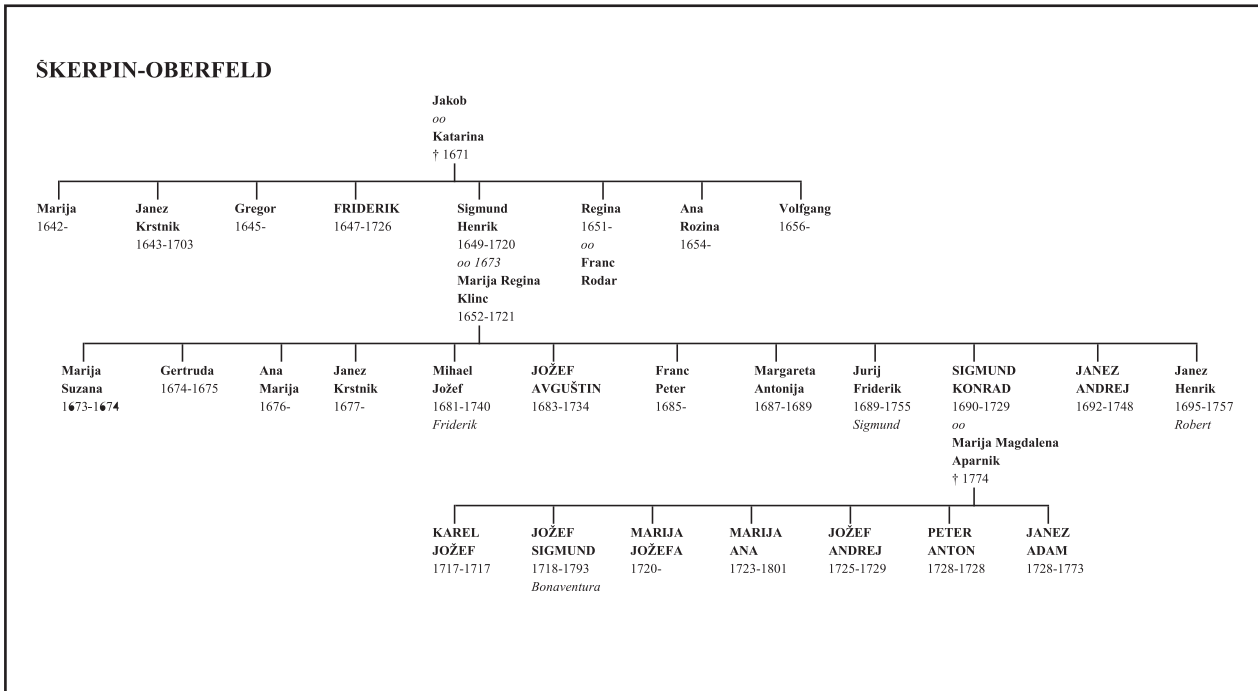 ŠKERPIN-OBERFELD
Jakob
oo
Katarina
† 1671
Marija
1642-
Janez
Krstnik
1643-1703
Gregor
1645-
FRIDERIK
1647-1726
Sigmund
Henrik
1649-1720
oo 1673
Marija Regina
Klinc
1652-1721
Regina
1651-
oo
Franc
Rodar
Ana
Rozina
1654-
Volfgang
1656-
Marija
Suzana
1673-1674
Gertruda
1674-1675
Ana
Marija
1676-
Janez
Krstnik
1677-
Mihael
Jožef
1681-1740
Friderik
JOŽEF
AVGUŠTIN
1683-1734
Franc
Peter
1685-
Margareta
Antonija
1687-1689
Jurij
Friderik
1689-1755
Sigmund
SIGMUND
KONRAD
1690-1729
oo
Marija Magdalena
Aparnik
† 1774
JANEZ
ANDREJ
1692-1748
Janez
Henrik
1695-1757
Robert
KAREL
JOŽEF
1717-1717
JOŽEF
SIGMUND
1718-1793
Bonaventura
MARIJA
JOŽEFA
1720-
MARIJA
ANA
1723-1801
JOŽEF
ANDREJ
1725-1729
PETER
ANTON
1728-1728
JANEZ
ADAM
1728-1773